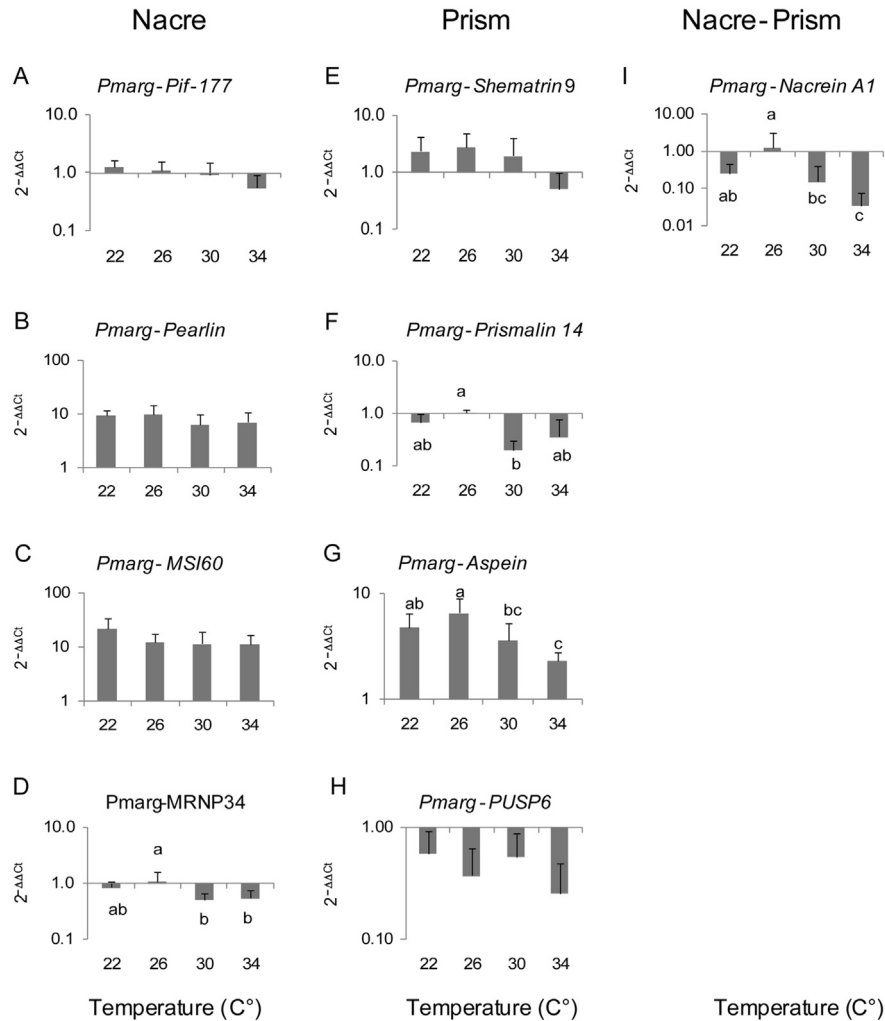 Nacre
Prism
Nacre-Prism
A
Pmarg-Pif-177
10.0
1.0
0.1
2-ΔΔCt
22 26 30 34
E
Pmarg-Shematrin9
10.0
1.0
0.1
2-ΔΔCt
22 26 30 34
I
Pmarg-Nacrein A1
10.00
1.00
0.10
0.01
2-ΔΔCt
a
ab
bc
c
22 26 30 34
B
Pmarg-Pearlin
100
10
1
2-ΔΔCt
22 26 30 34
F
Pmarg-Prismalin 14
10.0
1.0
0.1
2-ΔΔCt
a
ab
b
ab
22 26 30 34
C
Pmarg-MSI60
100
10
1
2-ΔΔCt
22 26 30 34
G
Pmarg-Aspein
10
1
2-ΔΔCt
ab
a
bc
c
22 26 30 34
D
Pmarg-MRNP34
10.0
1.0
0.1
2-ΔΔCt
a
ab
b
b
22 26 30 34
H
Pmarg-PUSP6
1.00
0.10
2-ΔΔCt
22 26 30 34
Temperature (C°)
Temperature (C°)
Temperature (C°)